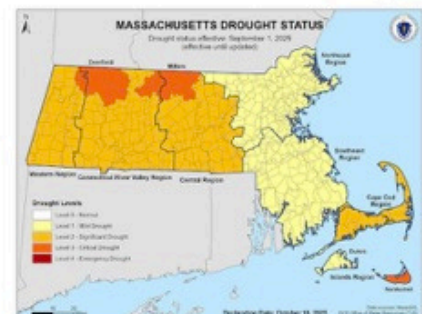 MASSACHUSETTS DROUGHT STATUS
Drought status effective: September 1, 2025
(effective until updated)
Deerfield
Millers
Northeast
Region
Southeast
Region
Western Region
Connecticut River Valley Region
Central Region
Cape Cod
Region
Drought Levels
Level 0 - Normal
Level 1 - Mild Drought
Level 2 - Significant Drought
Level 3 - Critical Drought
Level 4 - Emergency Drought
Dukes
Islands Region
Nantucket